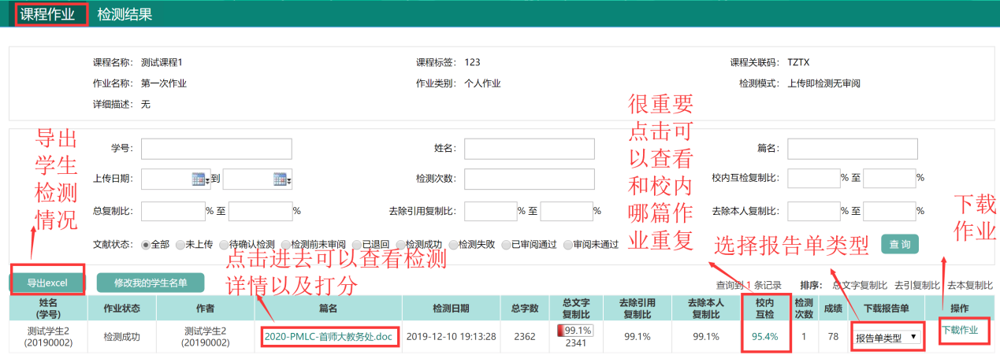 课程作业 检测结果
课程名称： 测试课程1 课程标签： 123 课程关联码： TZTX
作业名称： 第一次作业 作业类别： 个人作业 检测模式： 上传即检测无审阅
详细描述： 无
很重要
点击可
以查看
和校内
哪篇作
业重复
导出
学生
检测
情况
学号： 姓名： 篇名：
上传日期： 到 检测次数： 校内互检复制比： % 至 %
总复制比： % 至 % 去除引用复制比： % 至 % 去除本人复制比： % 至 %
下载
作业
文献状态： 全部 未上传 待确认检测 检测前未审阅 已退回 检测成功 检测失败 已审阅通过 审阅未通过 查 询
选择报告单类型
点击进去可以查看检测
详情以及打分
导出excel 修改我的学生名单 查询到 1 条记录 排序： 总文字复制比 去引复制比 去本复制比
姓名
(学号) 作业状态 作者 篇名 检测日期 总字数 总文字
复制比 去除引用
复制比 去除本人
复制比 校内
互检 检测
次数 成绩 下载报告单 操作
测试学生2
(20190002) 检测成功 测试学生2
(20190002) 2020-PMLC-首师大教务处.doc 2019-12-10 19:13:28 2362 99.1%
2341 99.1% 99.1% 95.4% 1 78 报告单类型 下载作业